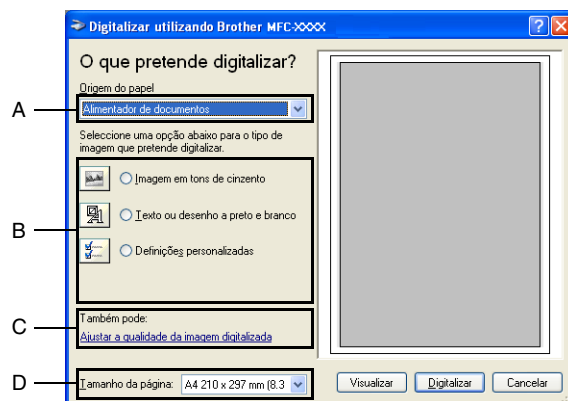 Digitalizar utilizando Brother MFC-XXXX
O que pretende digitalizar?
Origem do papel
A
Alimentador de documentos
Seleccione uma opção abaixo para o tipo de
imagem que pretende digitalizar.
Imagem em tons de cinzento
B
Texto ou desenho a preto e branco
Definições personalizadas
C
Também pode:
Ajustar a qualidade da imagem digitalizada
D
Tamanho da página: A4 210 x 297 mm (8.3
Visualizar Digitalizar Cancelar